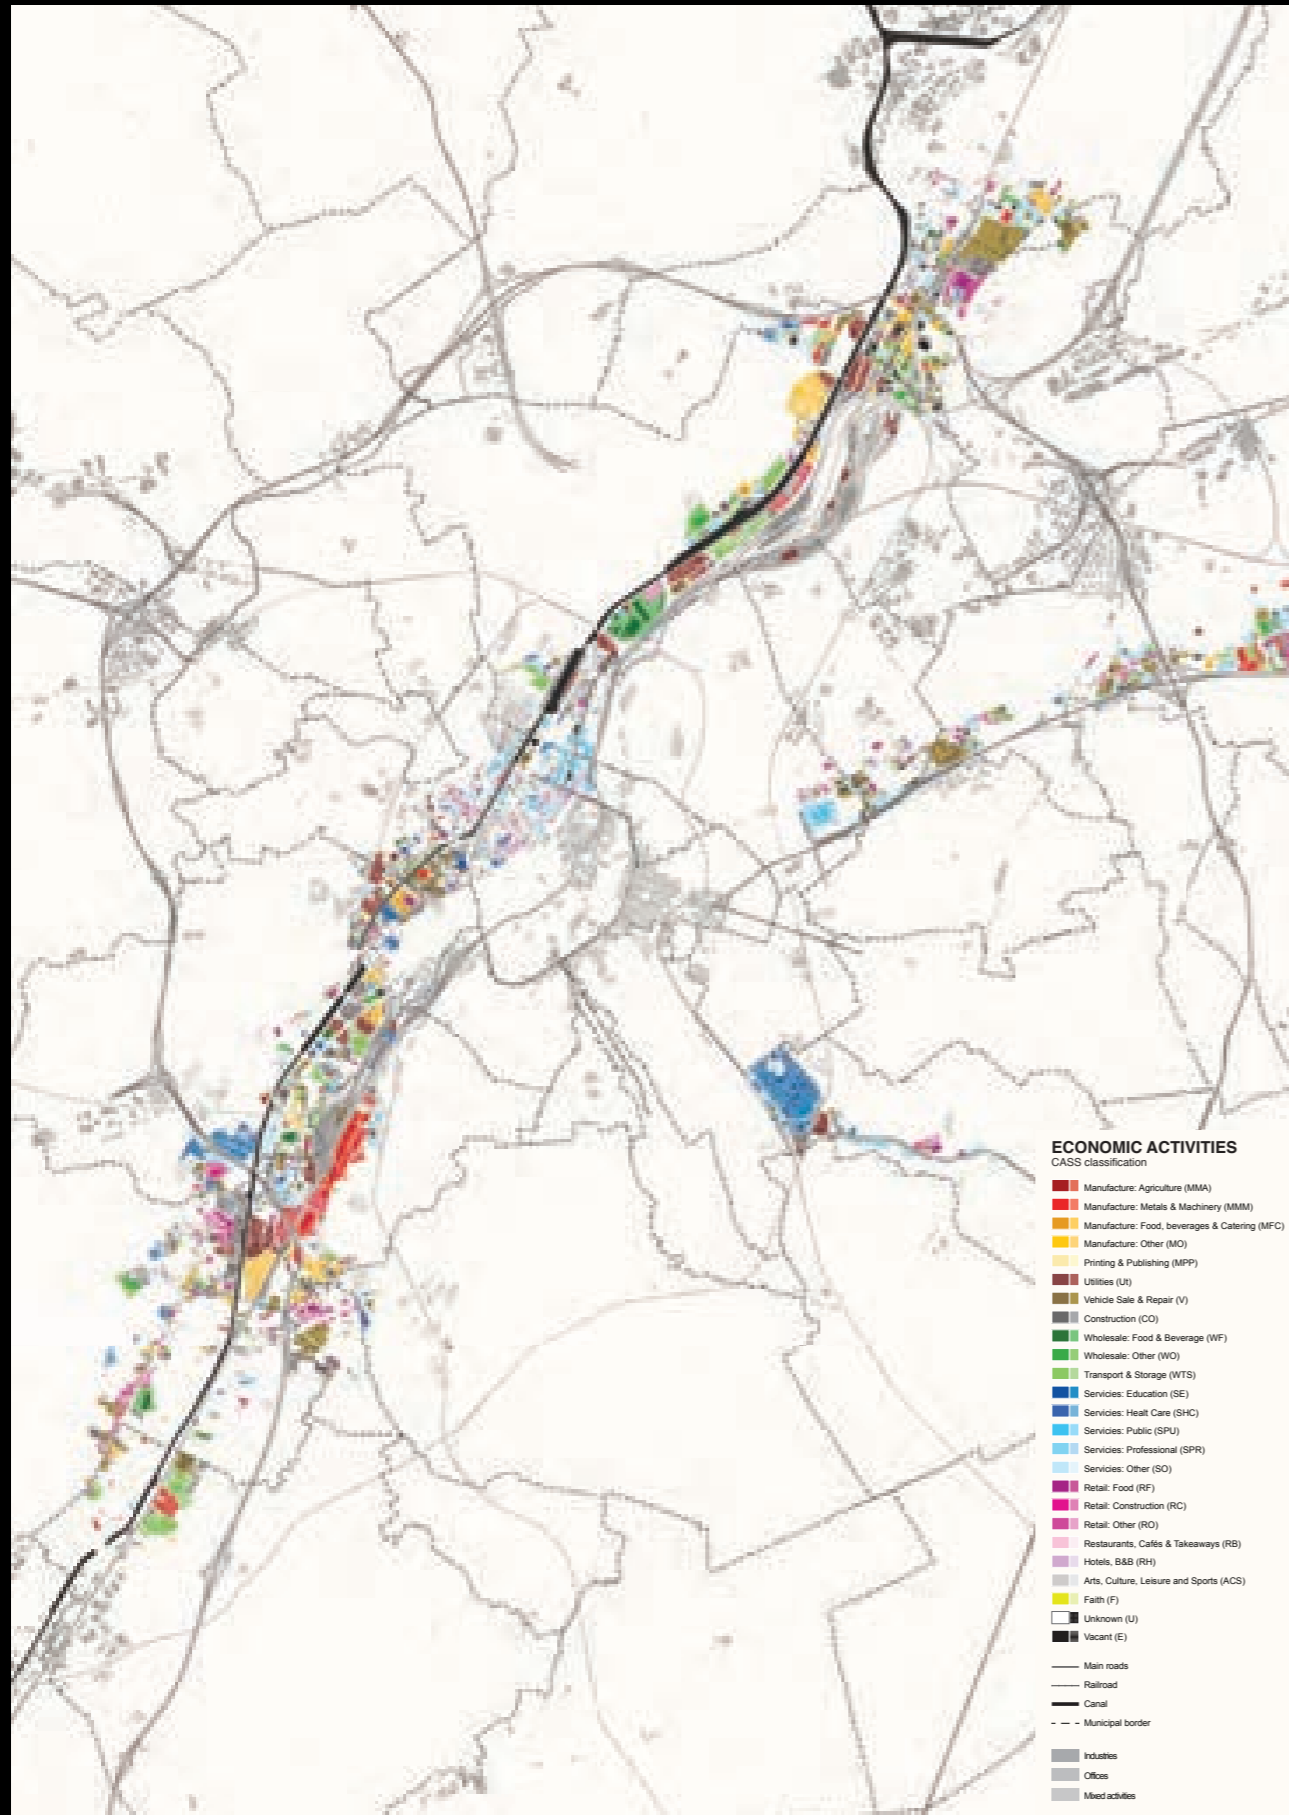 ECONOMIC ACTIVITIES
CASS classification
Manufacture: Agriculture (MMA)
Manufacture: Metals & Machinery (MMM)
Manufacture: Food, beverages & Catering (MFC)
Manufacture: Other (MO)
Printing & Publishing (MPP)
Utilities (Ut)
Vehicle Sale & Repair (V)
Construction (CO)
Wholesale: Food & Beverage (WF)
Wholesale: Other (WO)
Transport & Storage (WTS)
Servicies: Education (SE)
Servicies: Healt Care (SHC)
Servicies: Public (SPU)
Servicies: Professional (SPR)
Servicies: Other (SO)
Retail: Food (RF)
Retail: Construction (RC)
Retail: Other (RO)
Restaurants, Cafés & Takeaways (RB)
Hotels, B&B (RH)
Arts, Culture, Leisure and Sports (ACS)
Faith (F)
Unknown (U)
Vacant (E)
Main roads
Railroad
Canal
Municipal border
Industries
Offices
Mixed activities